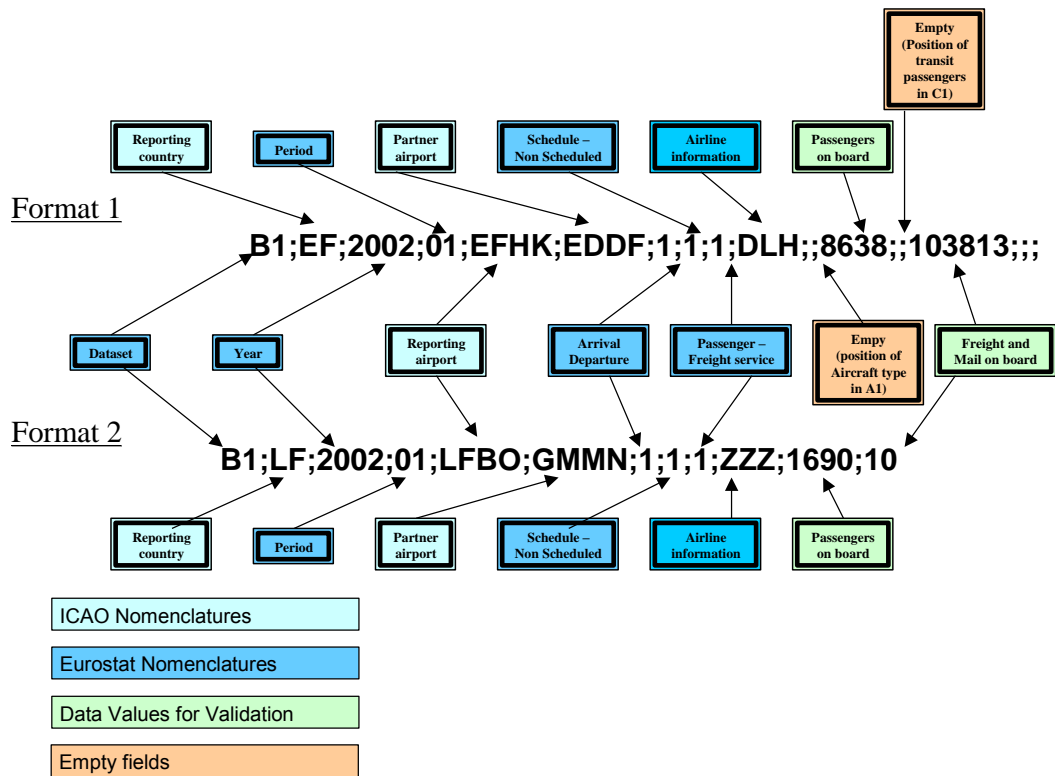 Empty
(Position of
transit
passengers
in C1)
Reporting
country
Period
Partner
airport
Schedule –
Non Scheduled
Airline
information
Passengers
on board
Format 1
B1;EF;2002;01;EFHK;EDDF;1;1;1;DLH;;8638;;103813;;;
Dataset
Year
Reporting
airport
Arrival
Departure
Passenger –
Freight service
Empy
(position of
Aircraft type
in A1)
Freight and
Mail on board
Format 2
B1;LF;2002;01;LFBO;GMMN;1;1;1;ZZZ;1690;10
Reporting
country
Period
Partner
airport
Schedule –
Non Scheduled
Airline
information
Passengers
on board
ICAO Nomenclatures
Eurostat Nomenclatures
Data Values for Validation
Empty fields